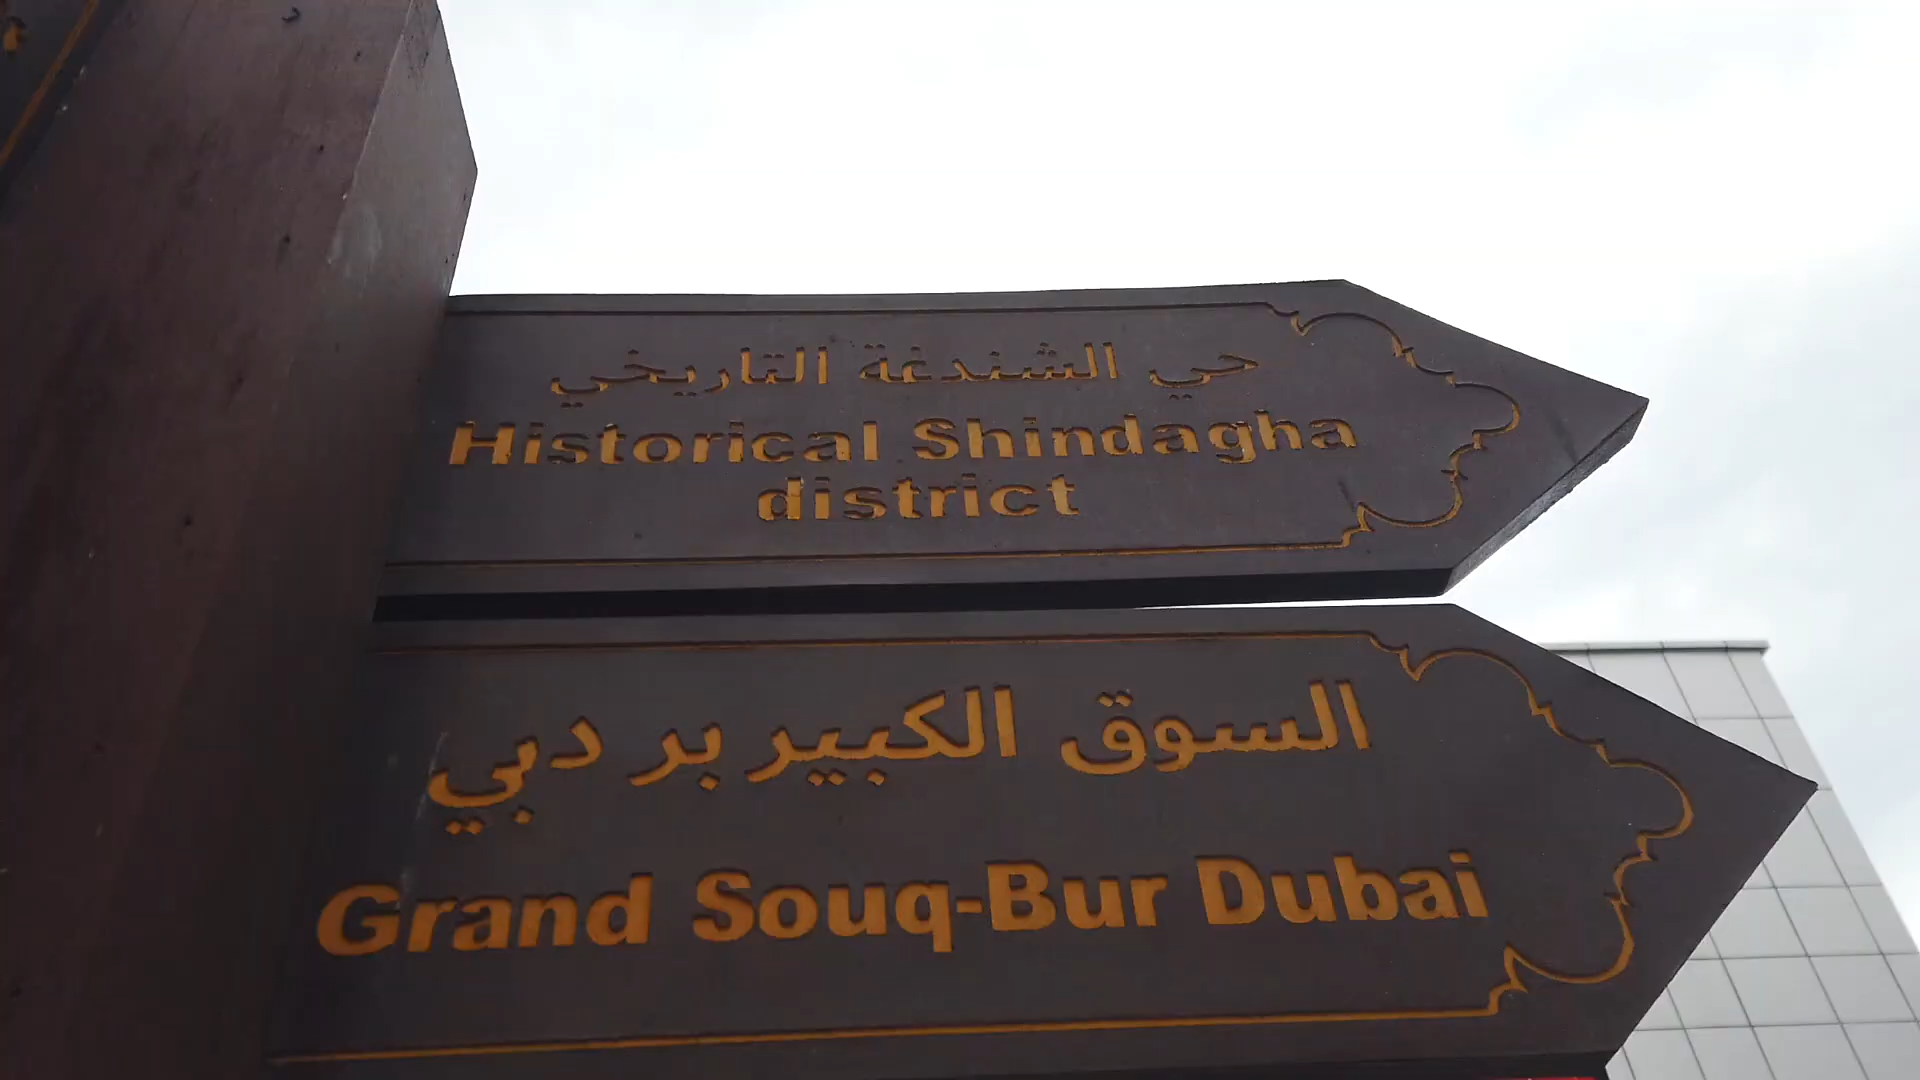 حي الشندغة التاريخي
Historical Shindagha
district
السوق الكبير بر دبي
Grand Souq-Bur Dubai